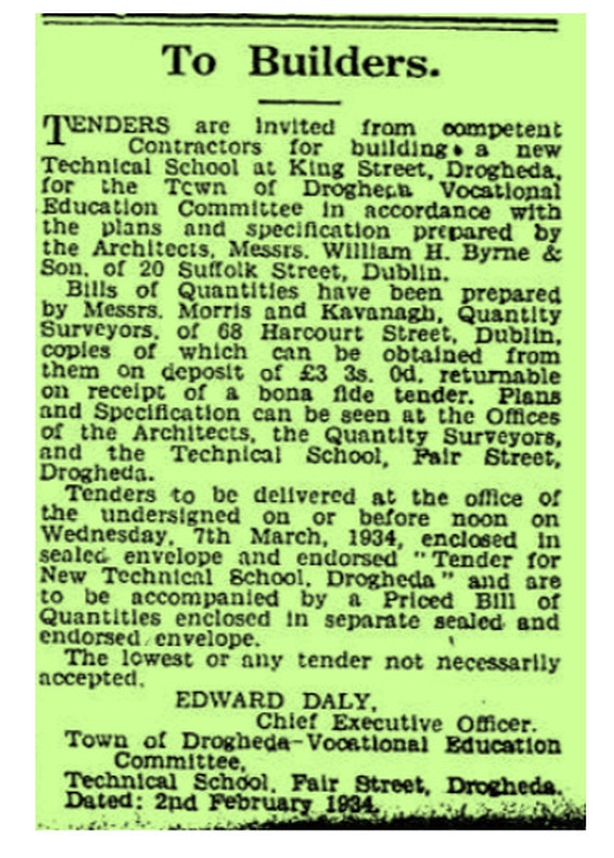 To Builders.
TENDERS are invited from competent
Contractors for building a new
Technical School at King Street, Drogheda,
for the Town of Drogheda Vocational
Education Committee in accordance with
the plans and specification prepared by
the Architects, Messrs. William H. Byrne &
Son, of 20 Suffolk Street, Dublin.
Bills of Quantities have been prepared
by Messrs. Morris and Kavanagh, Quantity
Surveyors, of 68 Harcourt Street, Dublin,
copies of which can be obtained from
them on deposit of £3 3s. 0d. returnable
on receipt of a bona fide tender. Plans
and Specification can be seen at the Offices
of the Architects, the Quantity Surveyors,
and the Technical School, Fair Street,
Drogheda.
Tenders to be delivered at the office of
the undersigned on or before noon on
Wednesday, 7th March, 1934, enclosed in
sealed envelope and endorsed "Tender for
New Technical School, Drogheda" and are
to be accompanied by a Priced Bill of
Quantities enclosed in separate sealed and
endorsed envelope.
The lowest or any tender not necessarily
accepted.
EDWARD DALY,
Chief Executive Officer.
Town of Drogheda-Vocational Education
Committee,
Technical School, Fair Street, Drogheda.
Dated: 2nd February 1934.